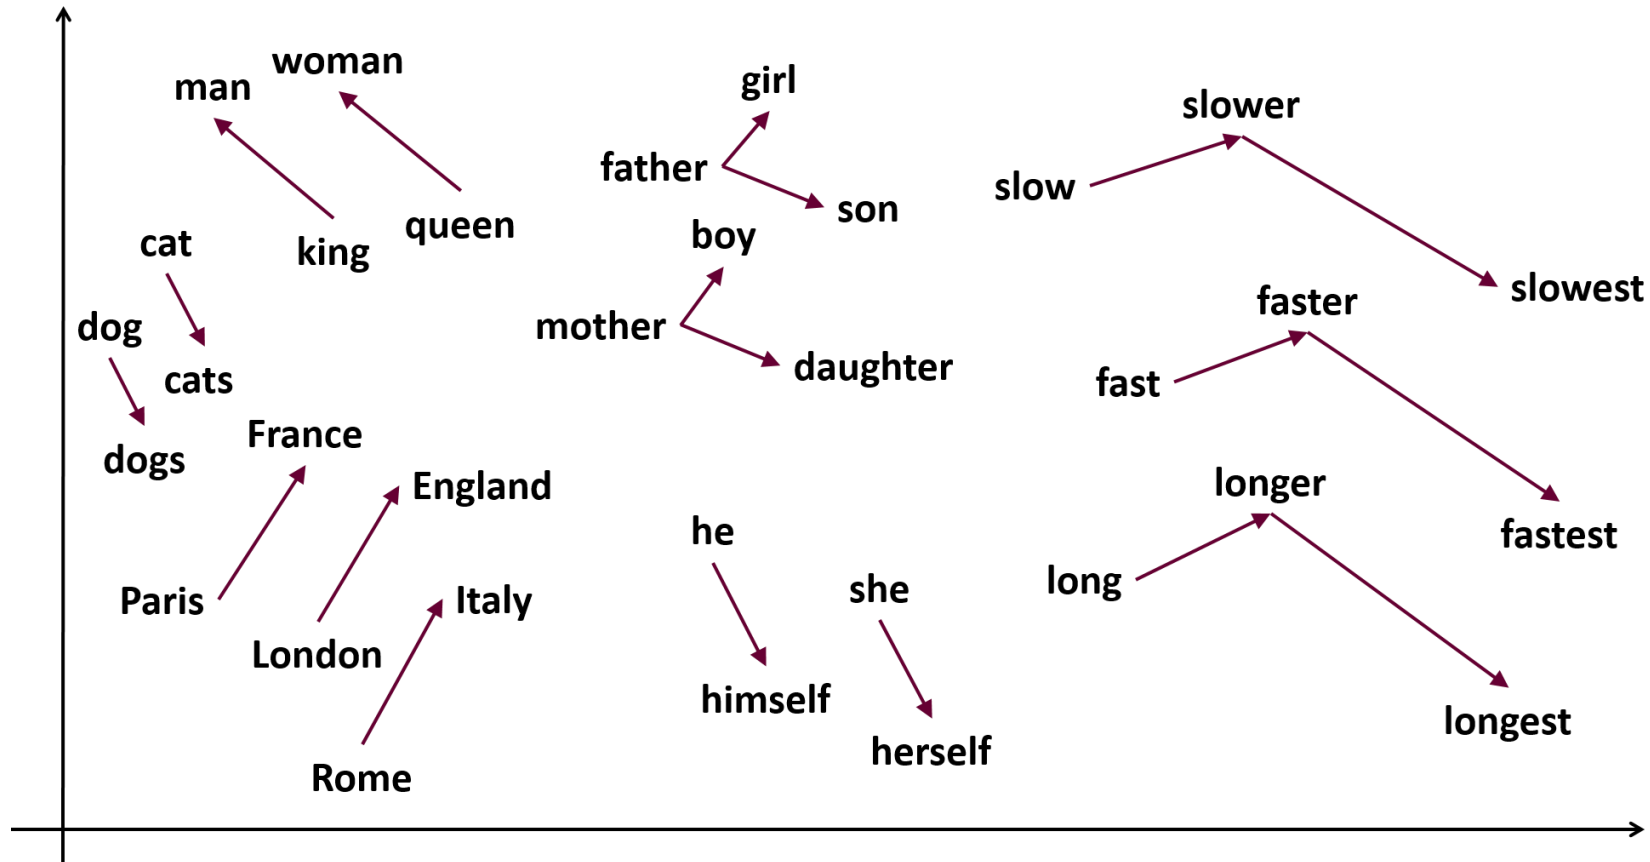 woman
man
king
queen
cat
cats
dog
dogs
France
Paris
England
London
Italy
Rome
girl
father
son
boy
mother
daughter
he
himself
she
herself
slower
slow
slowest
faster
fast
fastest
longer
long
longest